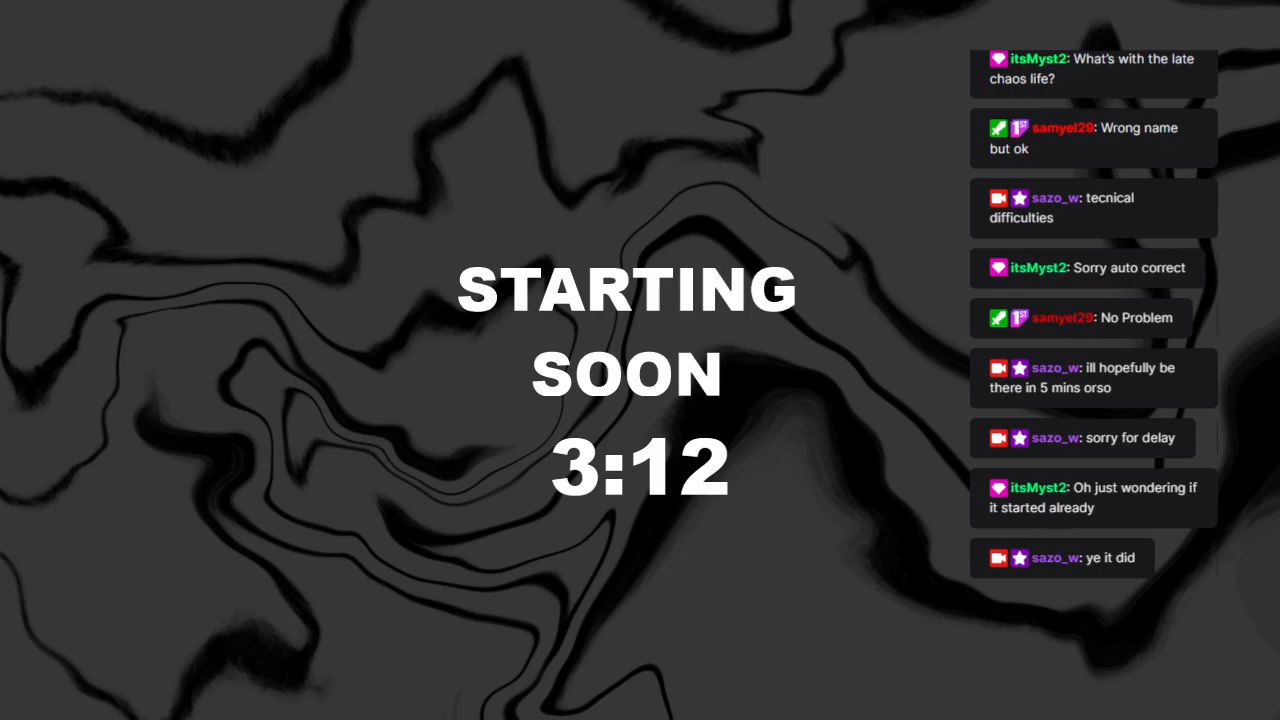 STARTING
SOON
3:12
itsMyst2: What's with the late
chaos life?
1ST samyel29: Wrong name
but ok
sazo_w: tecnical
difficulties
itsMyst2: Sorry auto correct
1ST samyel29: No Problem
sazo_w: ill hopefully be
there in 5 mins orso
sazo_w: sorry for delay
itsMyst2: Oh just wondering if
it started already
sazo_w: ye it did